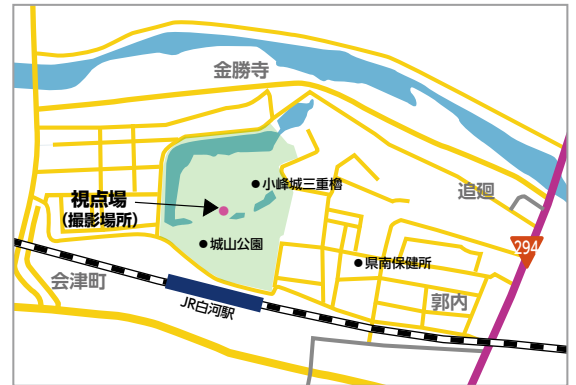 金勝寺
小峰城三重櫓
追廻
視点場
(撮影場所)
294
城山公園
県南保健所
会津町
JR白河駅
郭内